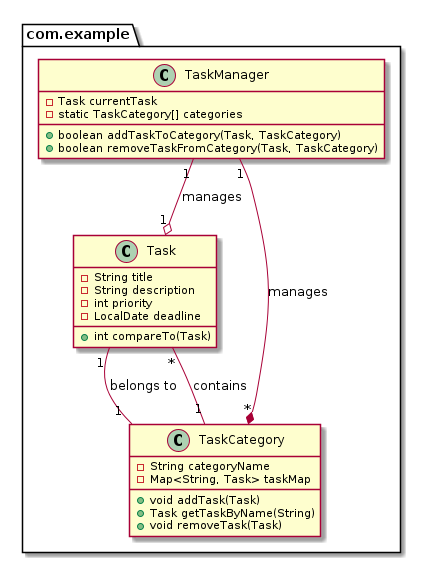 com.example
C TaskManager
Task currentTask
static TaskCategory[] categories
boolean addTaskToCategory(Task, TaskCategory)
boolean removeTaskFromCategory(Task, TaskCategory)
1 1
manages
1
C Task
String title
String description
int priority
LocalDate deadline
int compareTo(Task)
manages
1 *
belongs to contains
1 1 *
C TaskCategory
String categoryName
Map<String, Task> taskMap
void addTask(Task)
Task getTaskByName(String)
void removeTask(Task)